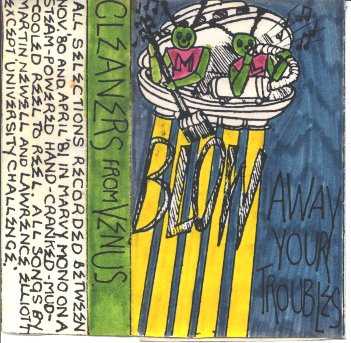 ALL SELECTIONS RECORDED BETWEEN
NOV. 80 AND APRIL '81 IN MARVY MONO ON A
STEAM-POWERED HAND-CRANKED-MUD-
COOLED REEL TO REEL. ALL SONGS BY
MARTIN NEWELL AND LAWRENCE ELLIOTT
EXCEPT 'UNIVERSITY CHALLENGE.'
CLEANERS FROM VENUS
M
L
BLOW
AWAY
YOUR
TROUBLES